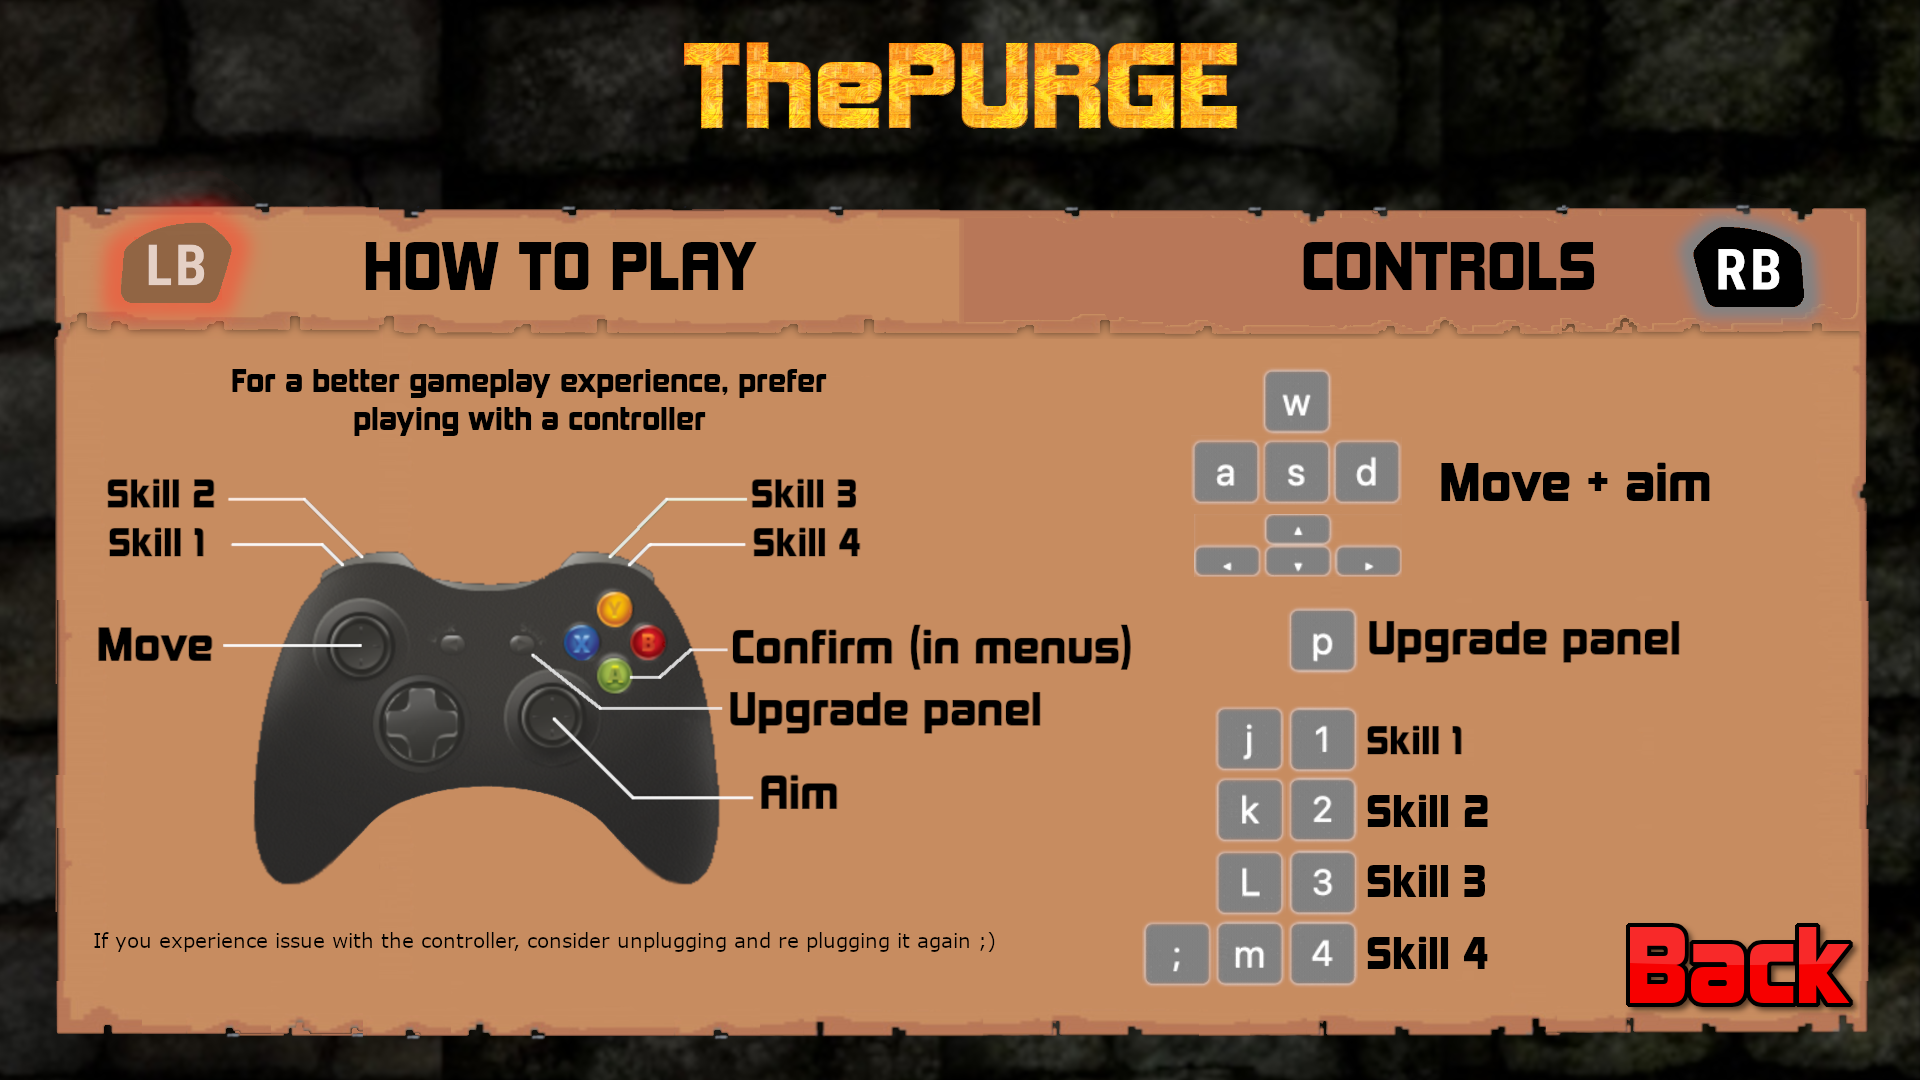 ThePURGE
LB
HOW TO PLAY
CONTROLS
RB
For a better gameplay experience, prefer
playing with a controller
Skill 2
Skill 1
Skill 3
Skill 4
Move
Y
X
B
A
Confirm (in menus)
Upgrade panel
Aim
If you experience issue with the controller, consider unplugging and re plugging it again ;)
w
a s d
Move + aim
p Upgrade panel
j 1 Skill 1
k 2 Skill 2
L 3 Skill 3
; m 4 Skill 4
Back